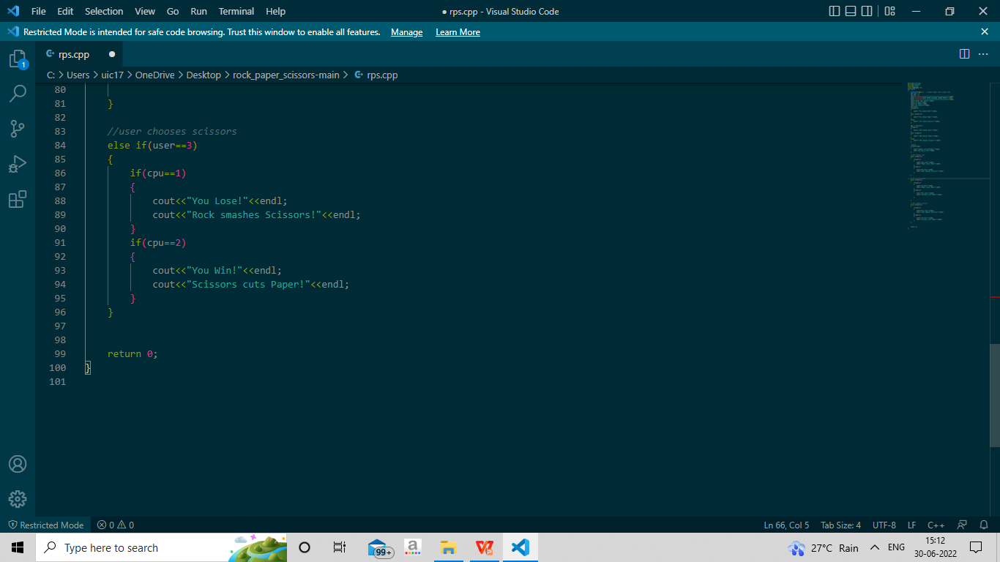 File Edit Selection View Go Run Terminal Help ● rps.cpp - Visual Studio Code
Restricted Mode is intended for safe code browsing. Trust this window to enable all features. Manage Learn More
1
rps.cpp ●
C: > Users > uic17 > OneDrive > Desktop > rock_paper_scissors-main > rps.cpp
80
81 }
82
83 //user chooses scissors
84 else if(user==3)
85 {
86 if(cpu==1)
87 {
88 cout<<"You Lose!"<<endl;
89 cout<<"Rock smashes Scissors!"<<endl;
90 }
91 if(cpu==2)
92 {
93 cout<<"You Win!"<<endl;
94 cout<<"Scissors cuts Paper!"<<endl;
95 }
96 }
97
98
99 return 0;
100 }
101
Restricted Mode 0 0 Ln 66, Col 5 Tab Size: 4 UTF-8 LF C++
Type here to search 99+ a 27°C Rain ENG 15:12
30-06-2022